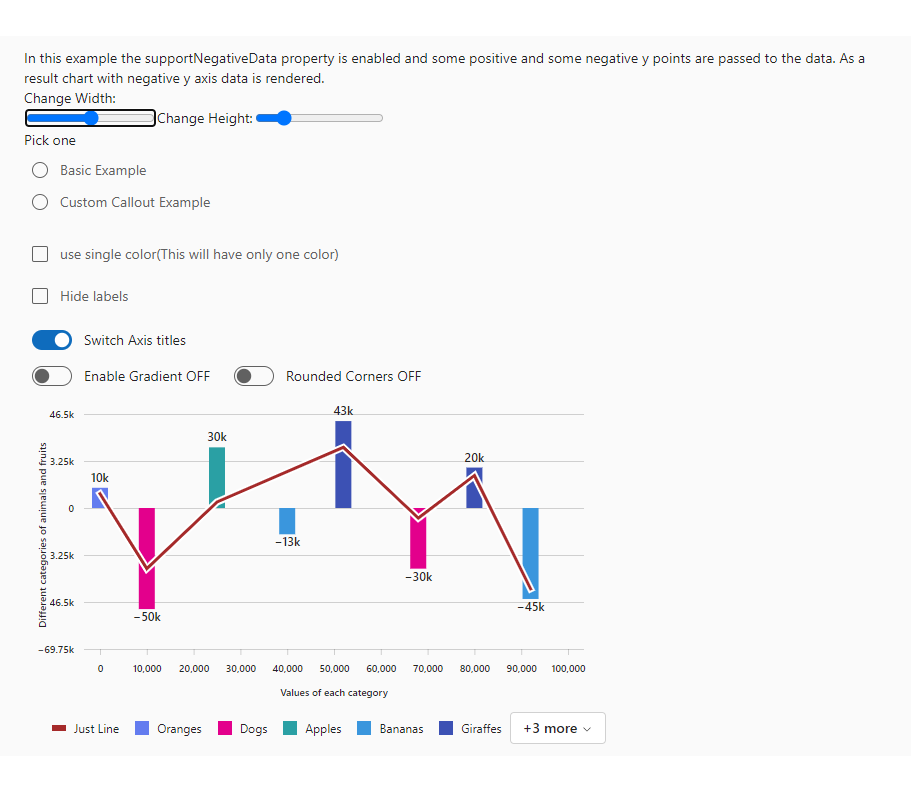 In this example the supportNegativeData property is enabled and some positive and some negative y points are passed to the data. As a
result chart with negative y axis data is rendered.
Change Width:
Change Height:
Pick one
Basic Example
Custom Callout Example
use single color(This will have only one color)
Hide labels
Switch Axis titles
Enable Gradient OFF
Rounded Corners OFF
Different categories of animals and fruits
46.5k
3.25k
0
3.25k
46.5k
−69.75k
10k
−50k
30k
−13k
43k
−30k
20k
−45k
0 10,000 20,000 30,000 40,000 50,000 60,000 70,000 80,000 90,000 100,000
Values of each category
Just Line Oranges Dogs Apples Bananas Giraffes +3 more